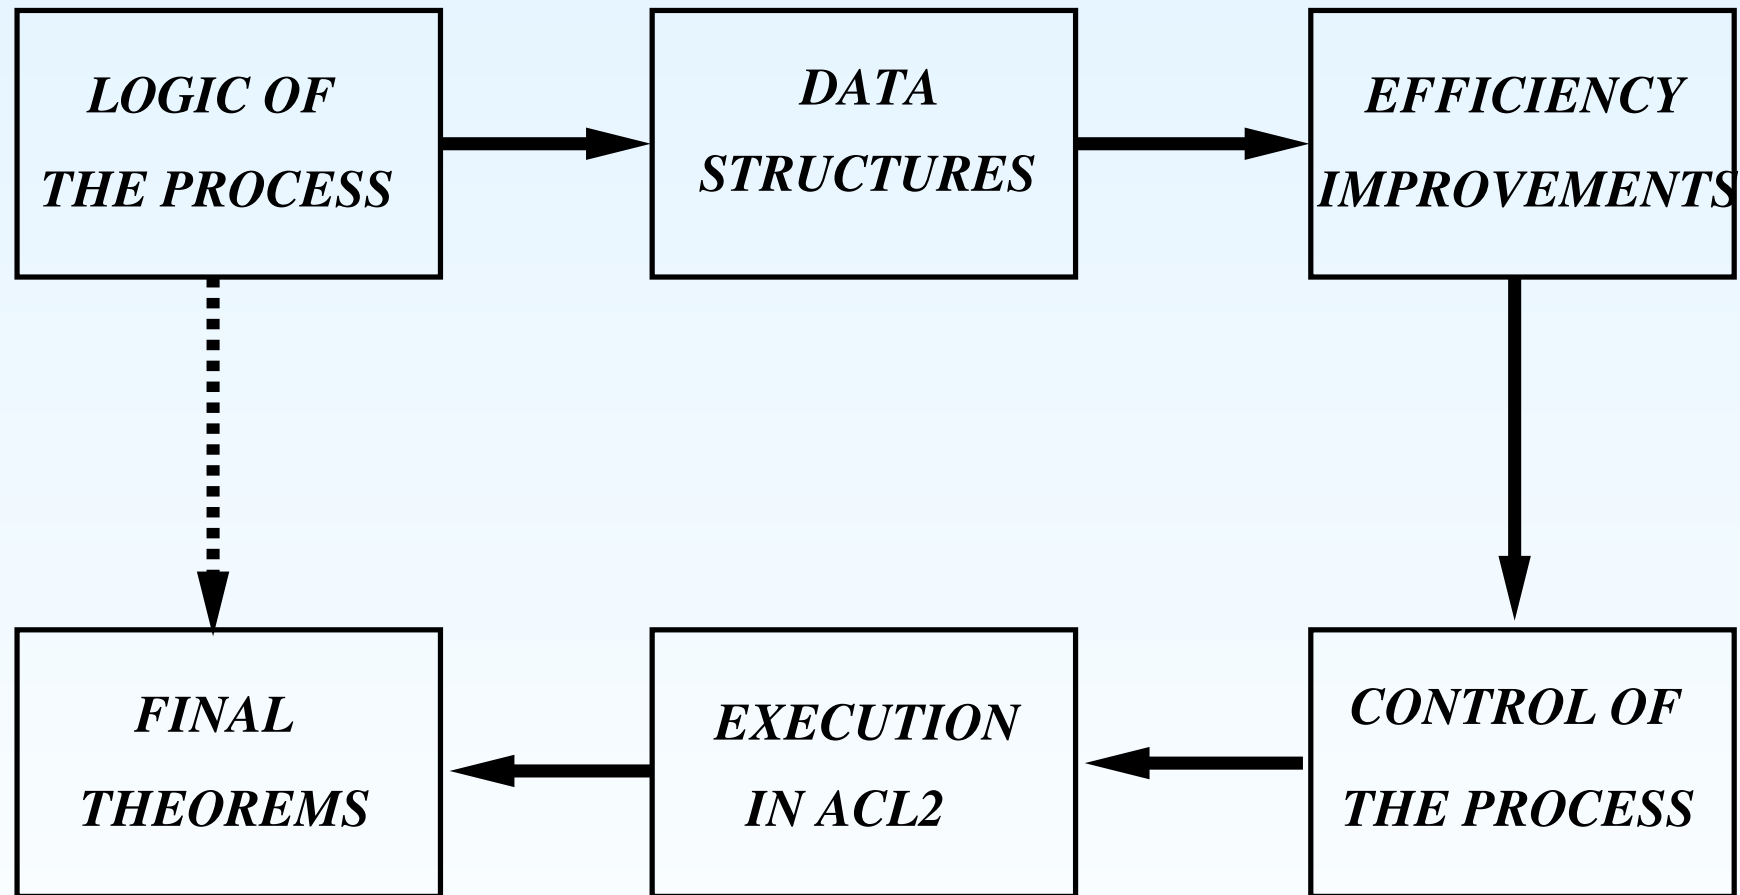 LOGIC OF
THE PROCESS
DATA
STRUCTURES
EFFICIENCY
IMPROVEMENTS
FINAL
THEOREMS
EXECUTION
IN ACL2
CONTROL OF
THE PROCESS